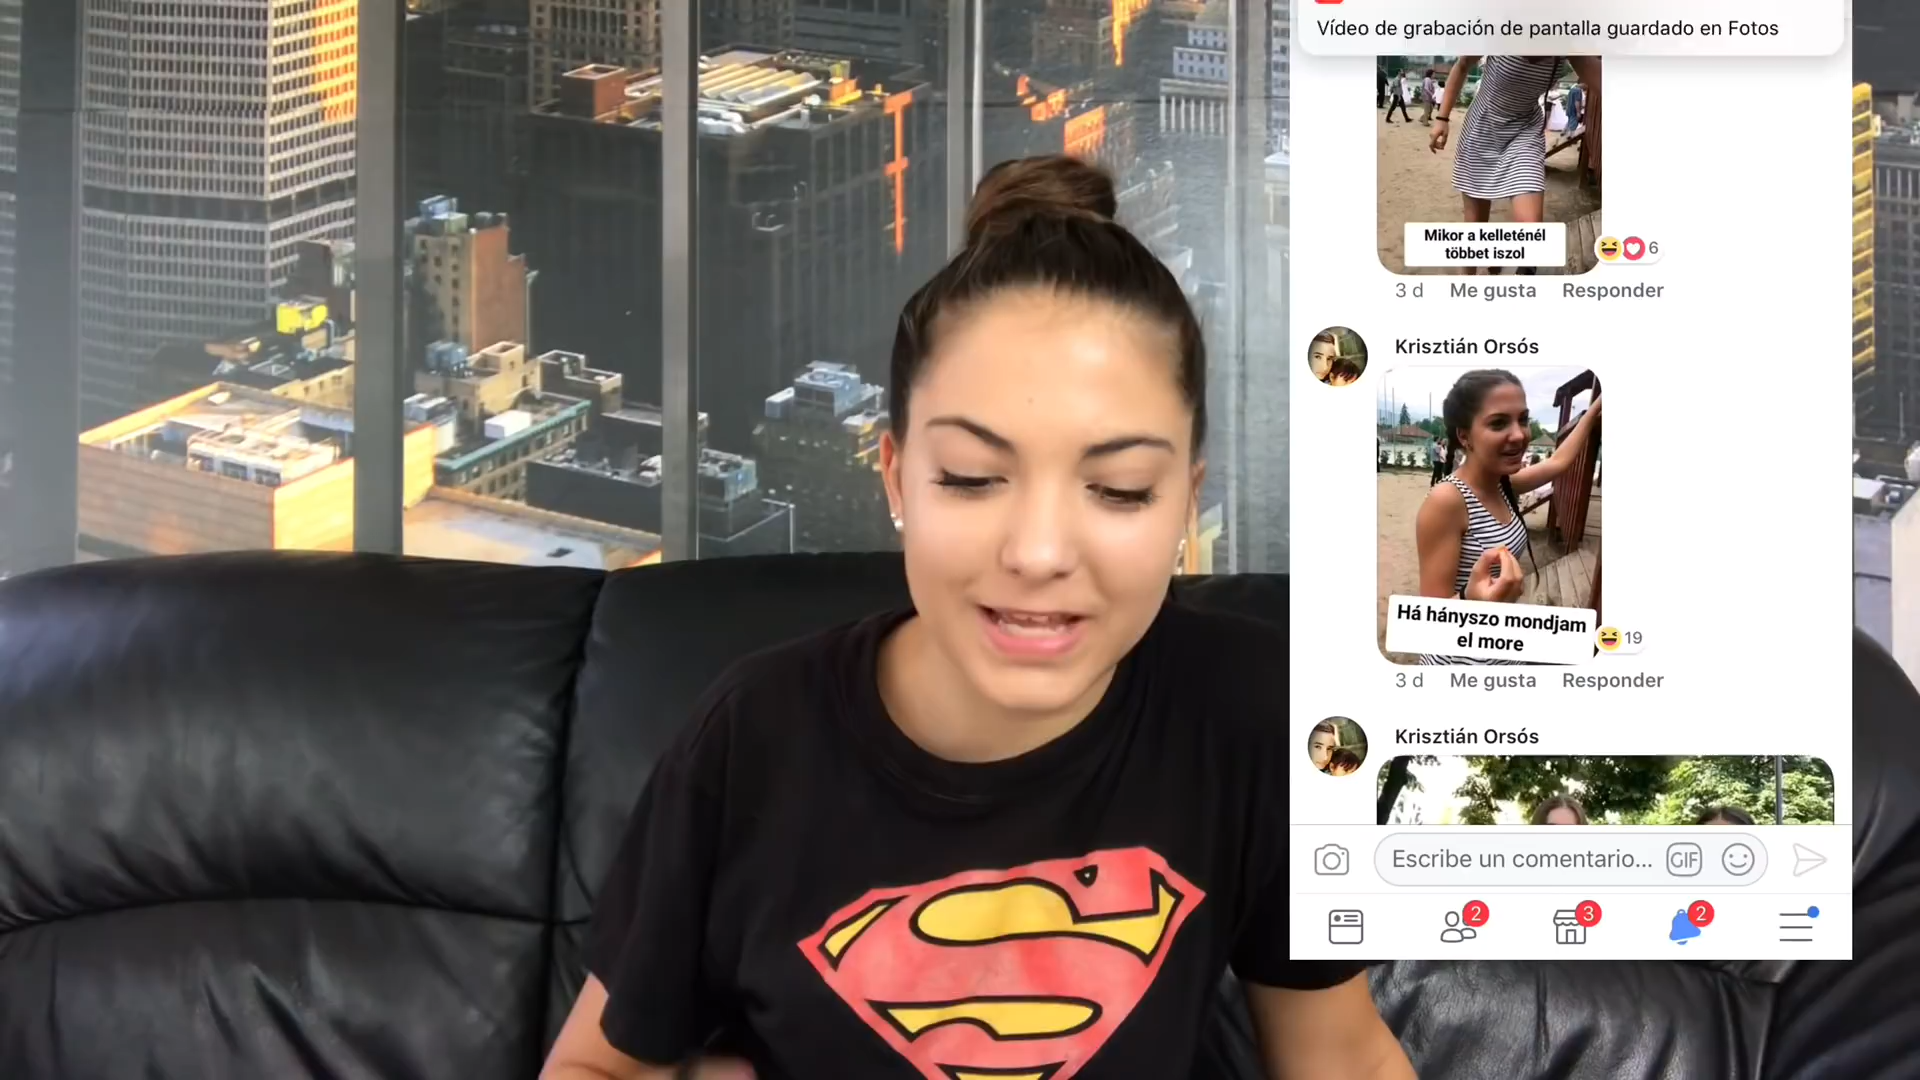 Vídeo de grabación de pantalla guardado en Fotos
Mikor a kelleténél
többet iszol
6
3 d Me gusta Responder
Krisztián Orsós
Há hányszo mondjam
el more
19
3 d Me gusta Responder
Krisztián Orsós
Escribe un comentario... GIF
2 3 2